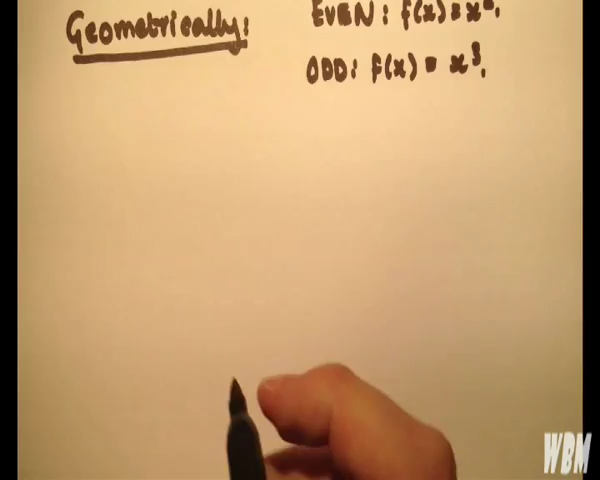 Geometrically:
EVEN: f(x) = x².
ODD: f(x) = x³.
WBM